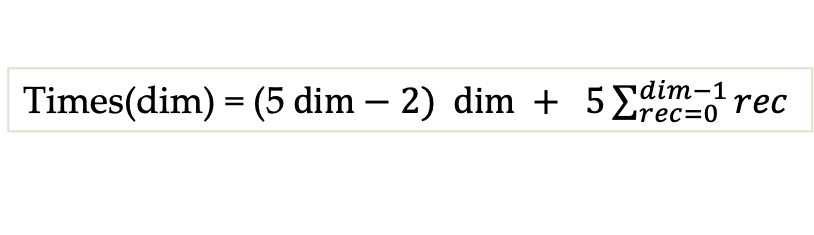 Times(dim) = (5 dim − 2) dim + 5 ∑_{rec=0}^{dim−1} rec